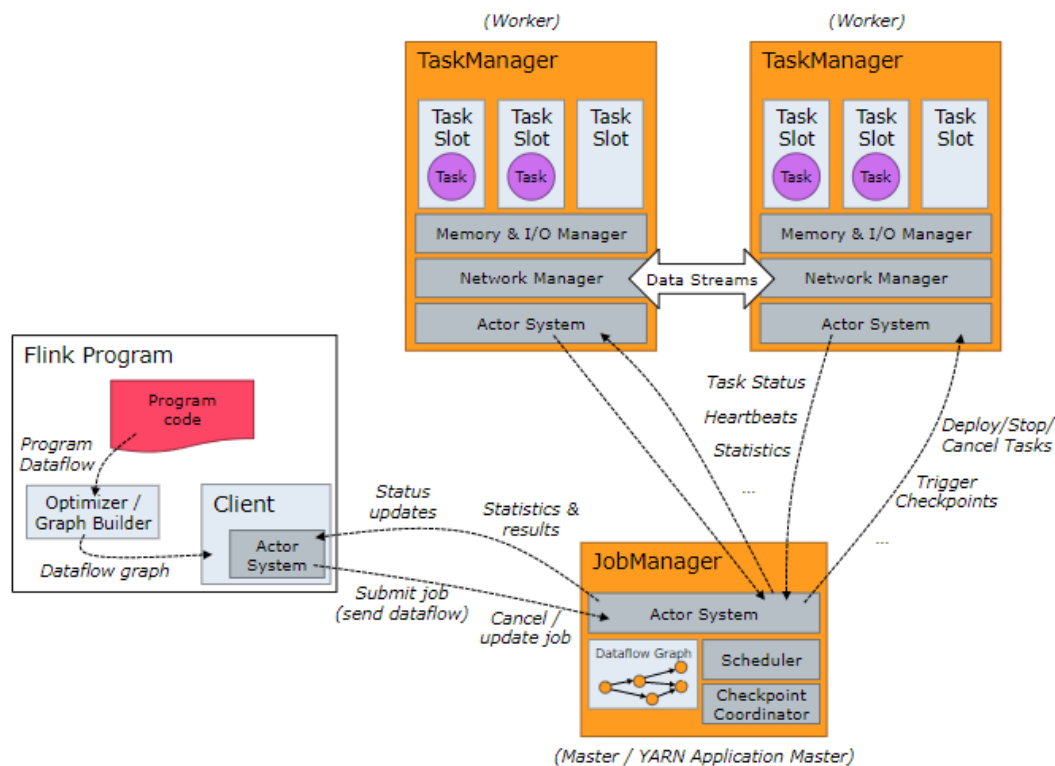 (Worker)
(Worker)
TaskManager
TaskManager
Task
Slot
Task
Task
Slot
Task
Task
Slot
Task
Slot
Task
Task
Slot
Task
Task
Slot
Memory & I/O Manager
Memory & I/O Manager
Network Manager
Data Streams
Network Manager
Actor System
Actor System
Flink Program
Program
code
Program
Dataflow
Optimizer /
Graph Builder
Dataflow graph
Client
Actor
System
Status
updates
Statistics &
results
Submit job
(send dataflow)
Cancel /
update job
Task Status
Heartbeats
Statistics
...
Deploy/Stop/
Cancel Tasks
Trigger
Checkpoints
...
JobManager
Actor System
Dataflow Graph
Scheduler
Checkpoint
Coordinator
(Master / YARN Application Master)